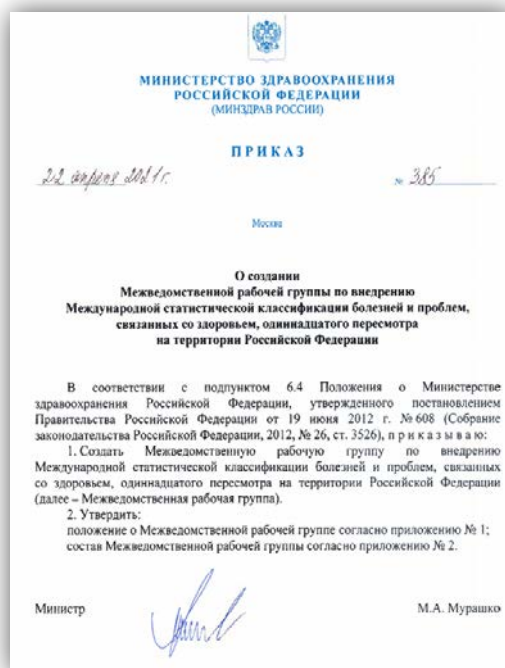 МИНИСТЕРСТВО ЗДРАВООХРАНЕНИЯ
РОССИЙСКОЙ ФЕДЕРАЦИИ
(МИНЗДРАВ РОССИИ)
ПРИКАЗ
22 апреля 2021 г. № 385
Москва
О создании
Межведомственной рабочей группы по внедрению
Международной статистической классификации болезней и проблем,
связанных со здоровьем, одиннадцатого пересмотра
на территории Российской Федерации
В соответствии с подпунктом 6.4 Положения о Министерстве
здравоохранения Российской Федерации, утвержденного постановлением
Правительства Российской Федерации от 19 июня 2012 г. № 608 (Собрание
законодательства Российской Федерации, 2012, № 26, ст. 3526), п р и к а з ы в а ю:
1. Создать Межведомственную рабочую группу по внедрению
Международной статистической классификации болезней и проблем, связанных
со здоровьем, одиннадцатого пересмотра на территории Российской Федерации
(далее – Межведомственная рабочая группа).
2. Утвердить:
положение о Межведомственной рабочей группе согласно приложению № 1;
состав Межведомственной рабочей группы согласно приложению № 2.
Министр М.А. Мурашко